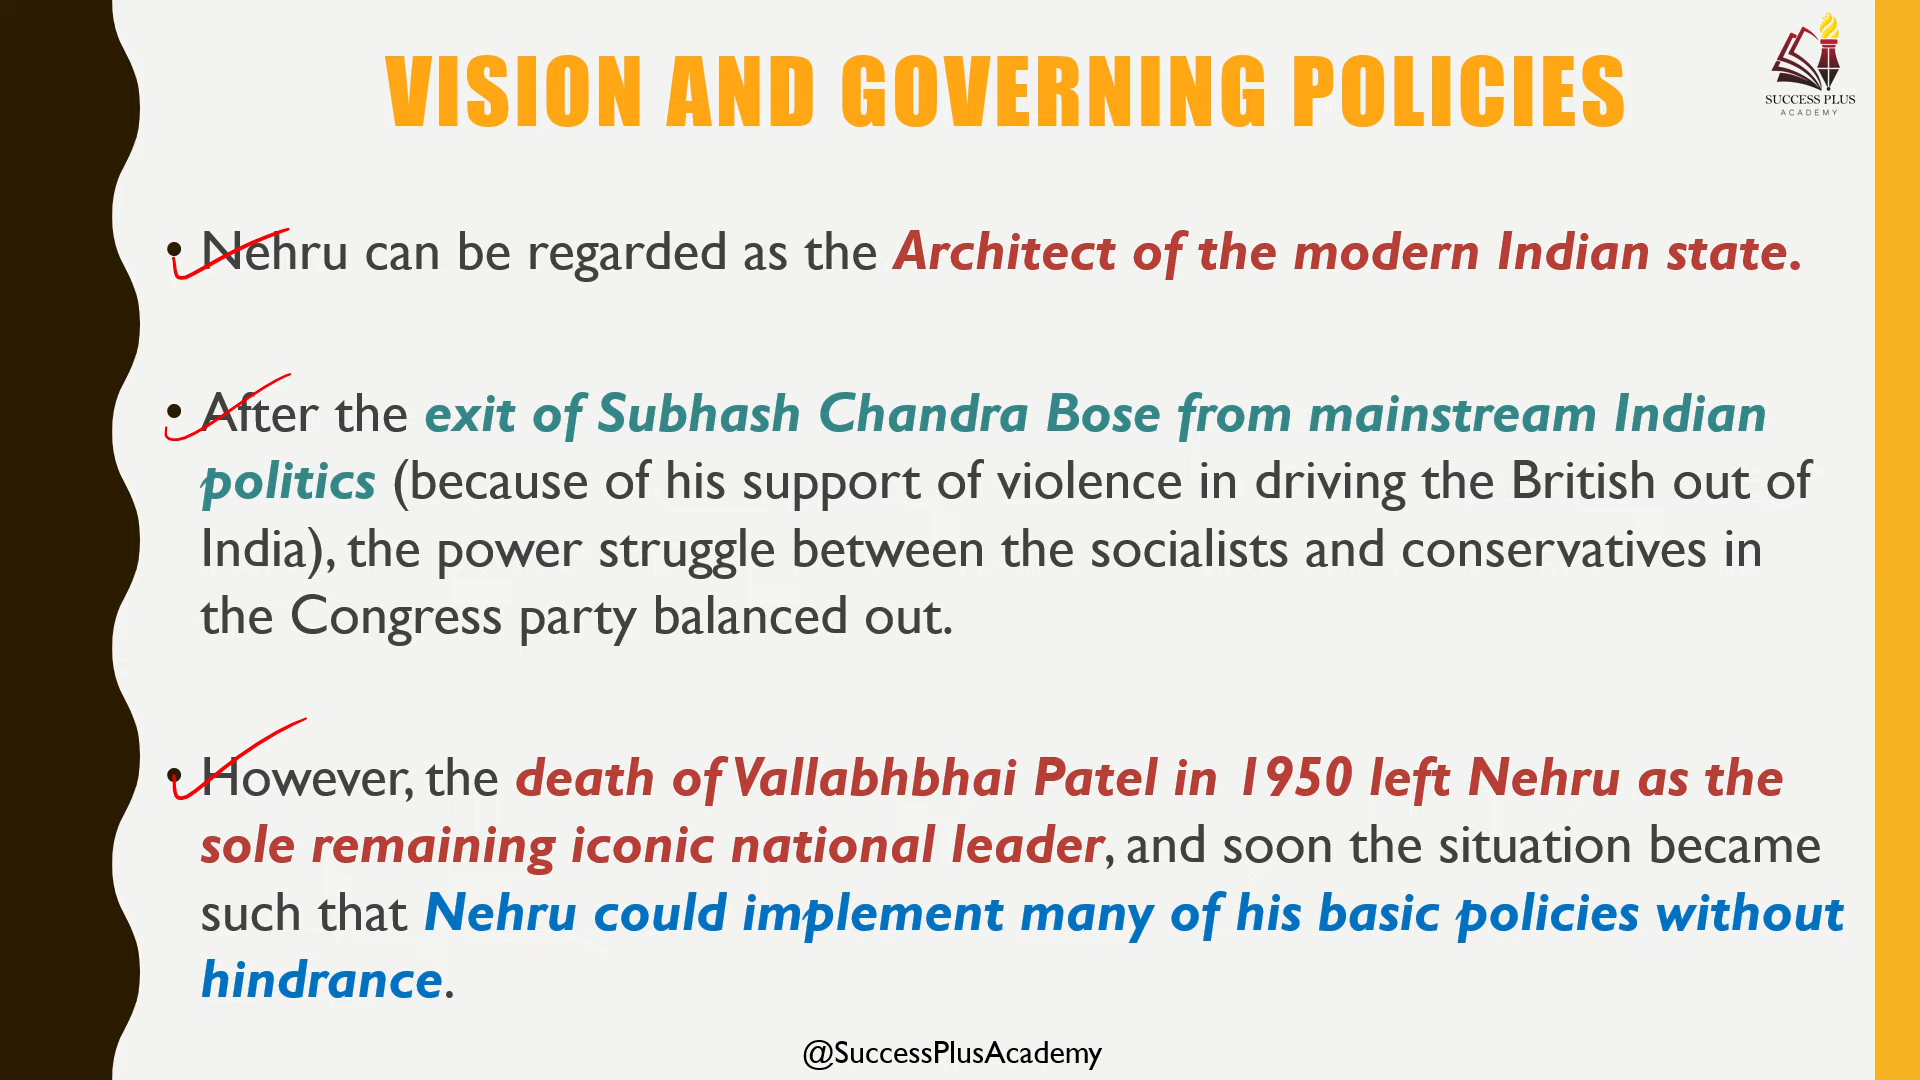 VISION AND GOVERNING POLICIES
SUCCESS PLUS
ACADEMY
• Nehru can be regarded as the Architect of the modern Indian state.
• After the exit of Subhash Chandra Bose from mainstream Indian
politics (because of his support of violence in driving the British out of
India), the power struggle between the socialists and conservatives in
the Congress party balanced out.
• However, the death of Vallabhbhai Patel in 1950 left Nehru as the
sole remaining iconic national leader, and soon the situation became
such that Nehru could implement many of his basic policies without
hindrance.
@SuccessPlusAcademy